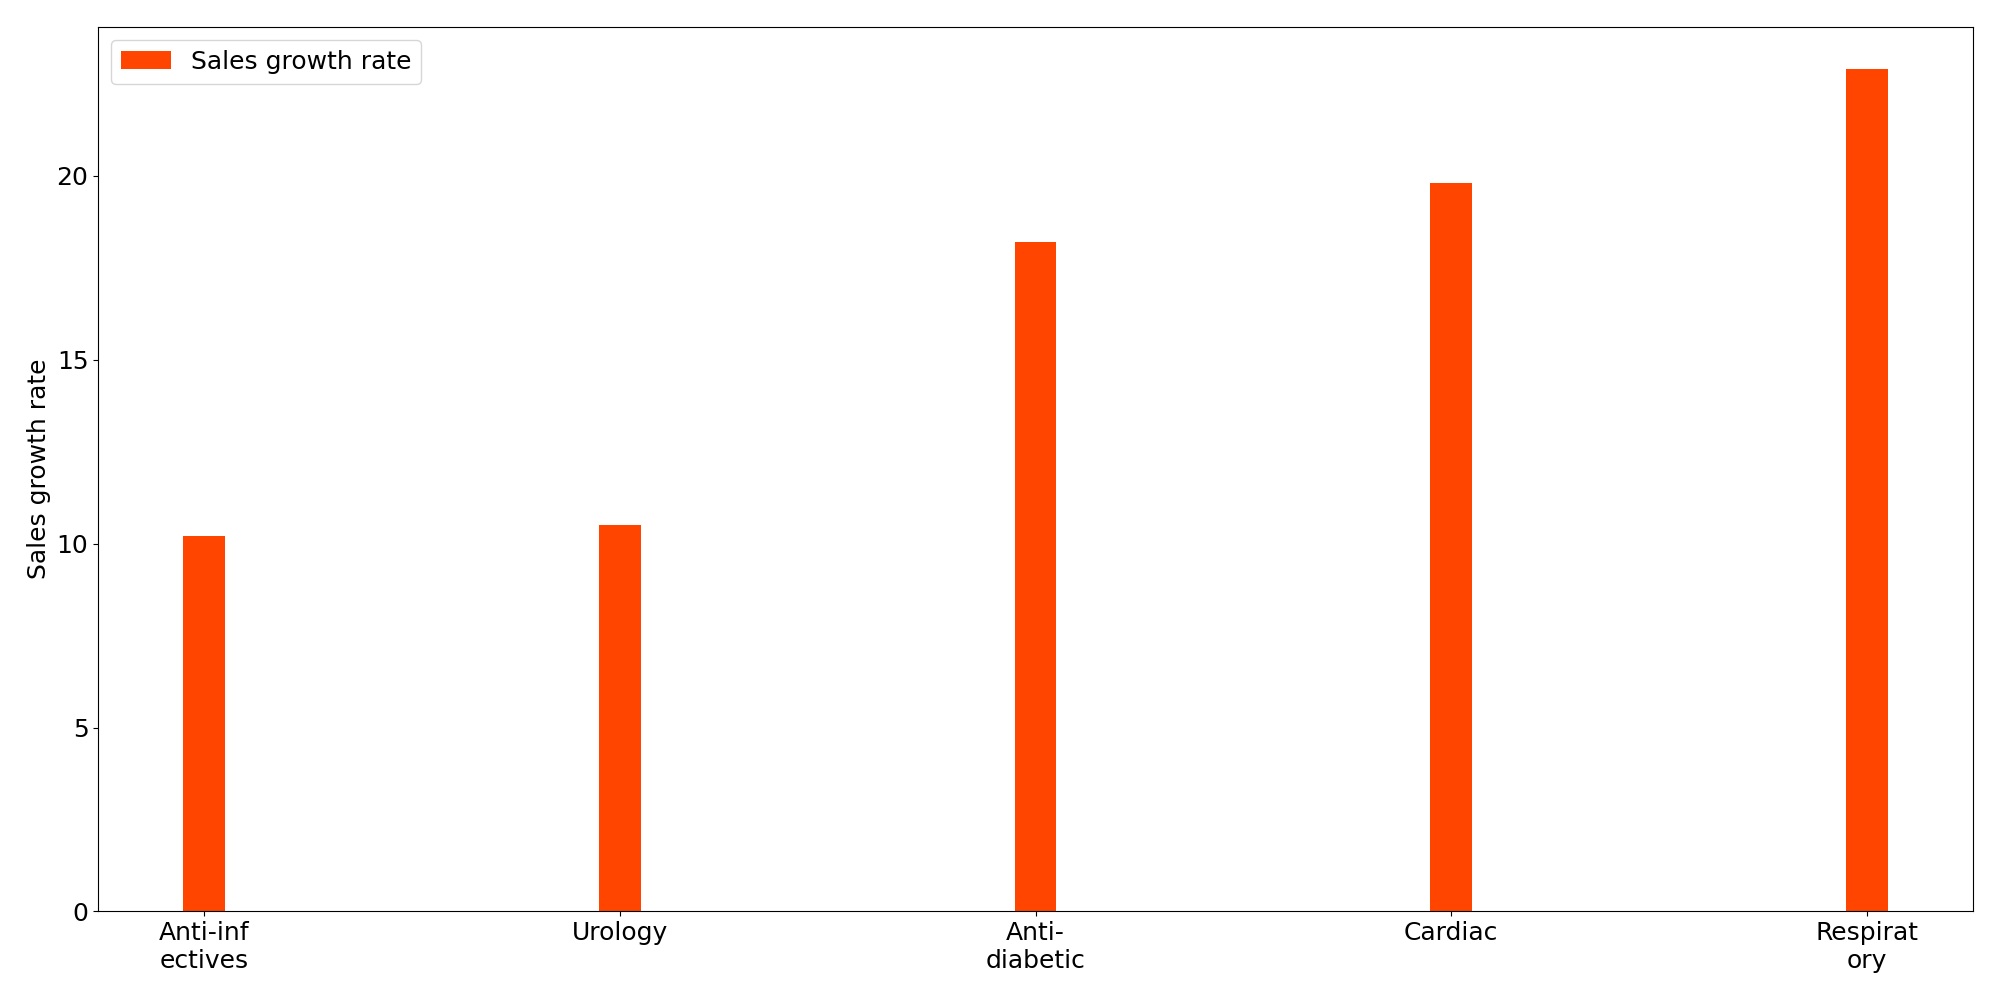 Sales growth rate
Sales growth rate
20
15
10
5
0
Anti-inf
ectives
Urology
Anti-
diabetic
Cardiac
Respirat
ory